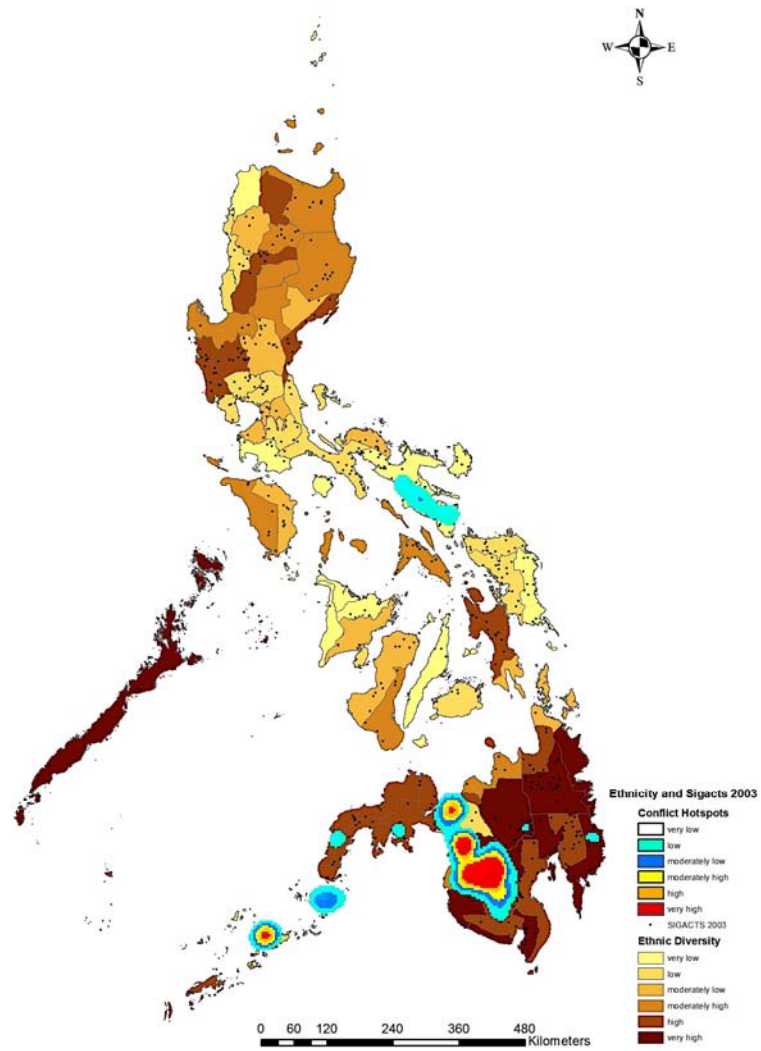 N
W E
S
Ethnicity and Sigacts 2003
Conflict Hotspots
very low
low
moderately low
moderately high
high
very high
SIGACTS 2003
Ethnic Diversity
very low
low
moderately low
moderately high
high
very high
0 60 120 240 360 480
Kilometers